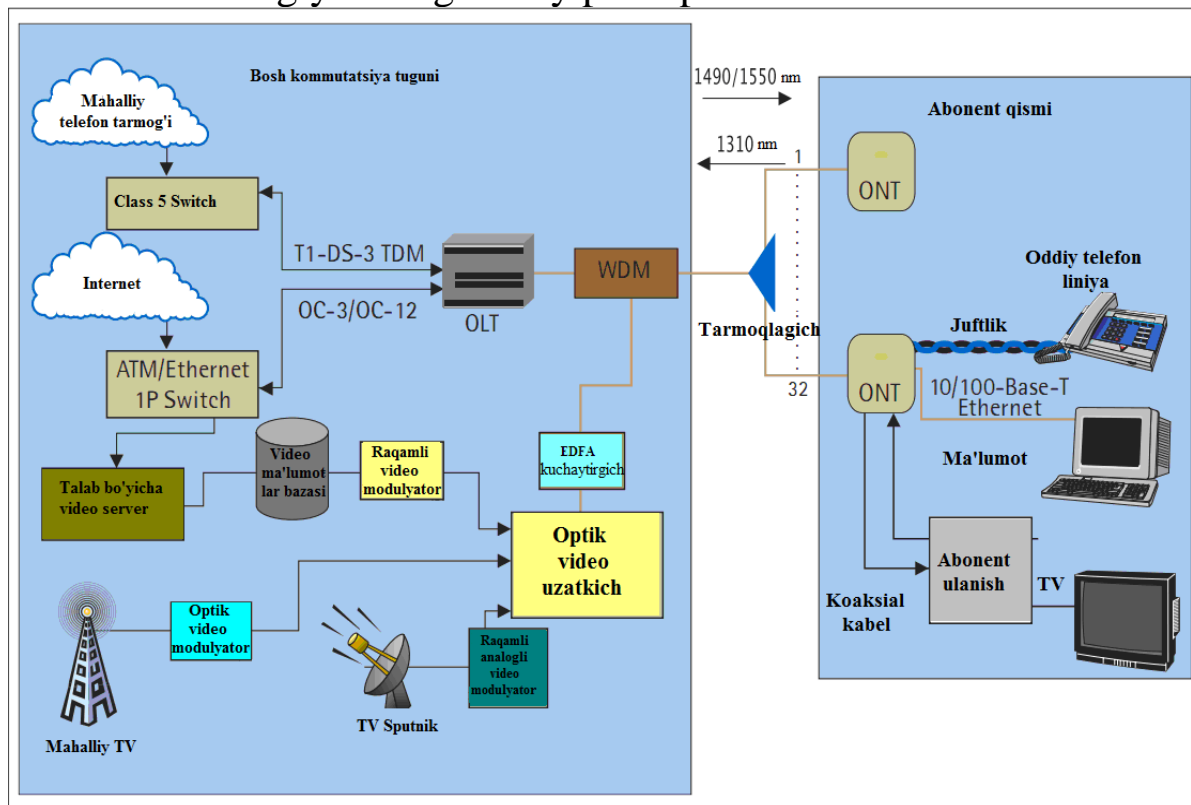 Bosh kommutatsiya tuguni
Mahalliy
telefon tarmog'i
Class 5 Switch
T1-DS-3 TDM
Internet
OC-3/OC-12
OLT
WDM
ATM/Ethernet
1P Switch
Talab bo'yicha
video server
Video
ma'lumot
lar bazasi
Raqamli
video
modulyator
EDFA
kuchaytirgich
Optik
video
uzatkich
Optik
video
modulyator
Raqamli
analogli
video
modulyator
TV Sputnik
Mahalliy TV
1490/1550 nm
1310 nm
1
Tarmoqlagich
32
Abonent qismi
ONT
Oddiy telefon
liniya
Juftlik
ONT
10/100-Base-T
Ethernet
Ma'lumot
Abonent
ulanish
TV
Koaksial
kabel